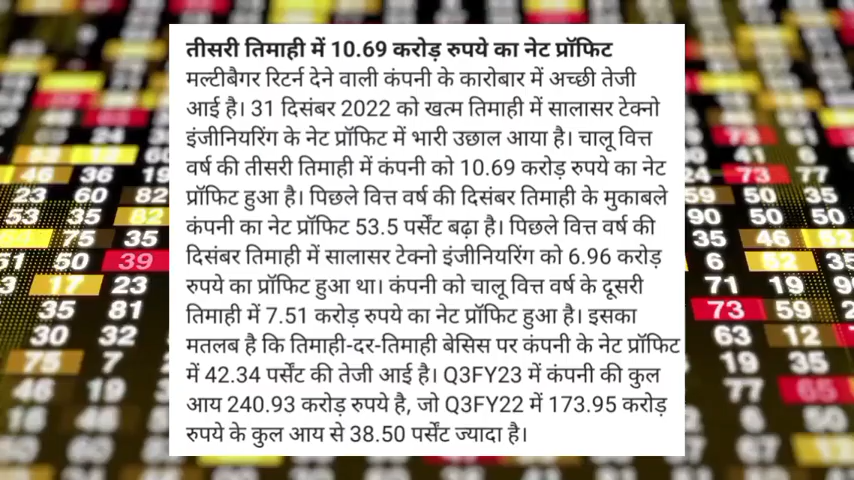 तीसरी तिमाही में 10.69 करोड़ रुपये का नेट प्रॉफिट
मल्टीबैगर रिटर्न देने वाली कंपनी के कारोबार में अच्छी तेजी
आई है। 31 दिसंबर 2022 को खत्म तिमाही में सालासर टेक्नो
इंजीनियरिंग के नेट प्रॉफिट में भारी उछाल आया है। चालू वित्त
वर्ष की तीसरी तिमाही में कंपनी को 10.69 करोड़ रुपये का नेट
प्रॉफिट हुआ है। पिछले वित्त वर्ष की दिसंबर तिमाही के मुकाबले
कंपनी का नेट प्रॉफिट 53.5 पर्सेंट बढ़ा है। पिछले वित्त वर्ष की
दिसंबर तिमाही में सालासर टेक्नो इंजीनियरिंग को 6.96 करोड़
रुपये का प्रॉफिट हुआ था। कंपनी को चालू वित्त वर्ष के दूसरी
तिमाही में 7.51 करोड़ रुपये का नेट प्रॉफिट हुआ है। इसका
मतलब है कि तिमाही-दर-तिमाही बेसिस पर कंपनी के नेट प्रॉफिट
में 42.34 पर्सेंट की तेजी आई है। Q3FY23 में कंपनी की कुल
आय 240.93 करोड़ रुपये है, जो Q3FY22 में 173.95 करोड़
रुपये के कुल आय से 38.50 पर्सेंट ज्यादा है।